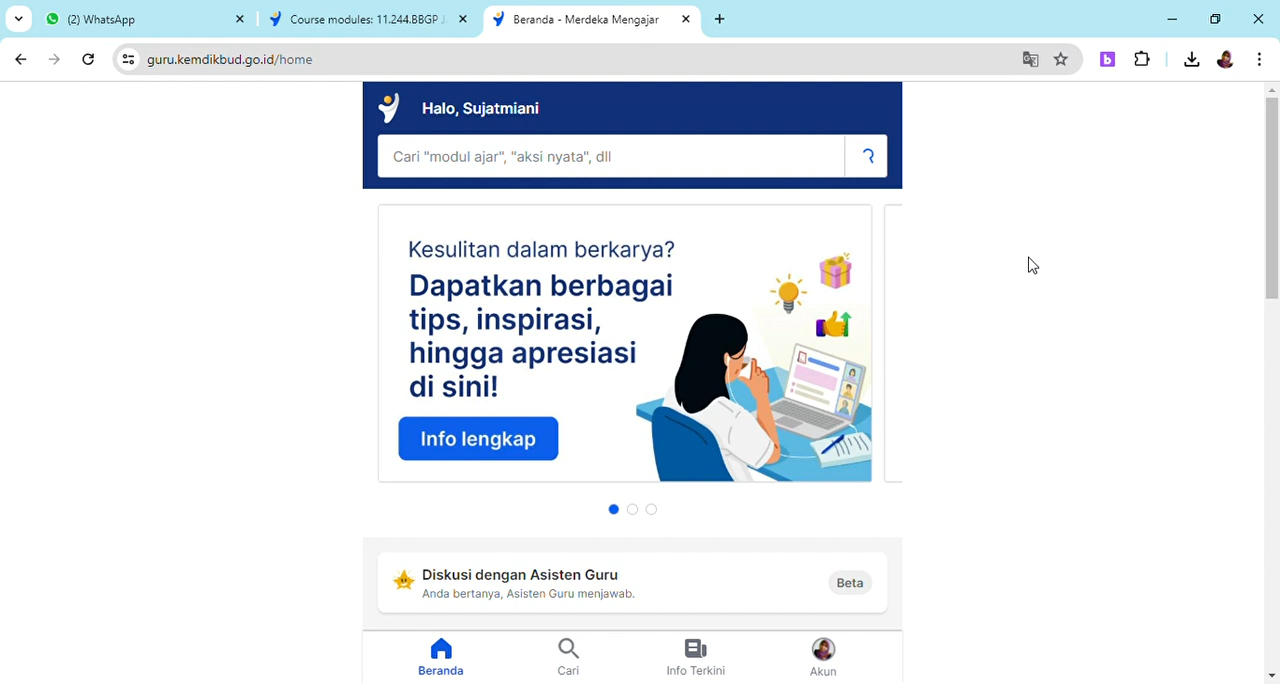 (2) WhatsApp
Course modules: 11.244.BBGP J
Beranda - Merdeka Mengajar
guru.kemdikbud.go.id/home
Halo, Sujatmiani
Cari "modul ajar", "aksi nyata", dll
Kesulitan dalam berkarya?
Dapatkan berbagai
tips, inspirasi,
hingga apresiasi
di sini!
Info lengkap
Diskusi dengan Asisten Guru
Anda bertanya, Asisten Guru menjawab.
Beta
Beranda
Cari
Info Terkini
Akun